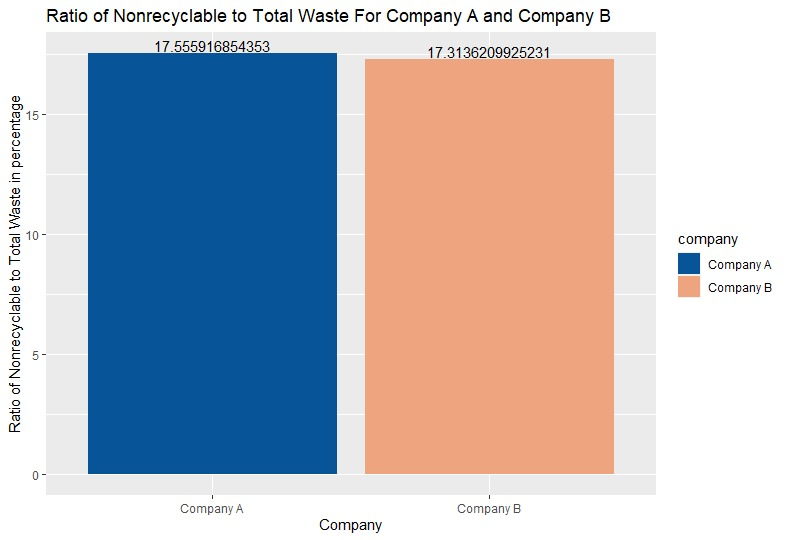 Ratio of Nonrecyclable to Total Waste For Company A and Company B
Ratio of Nonrecyclable to Total Waste in percentage
17.555916854353
17.3136209925231
15
10
5
0
Company A
Company B
Company
company
Company A
Company B